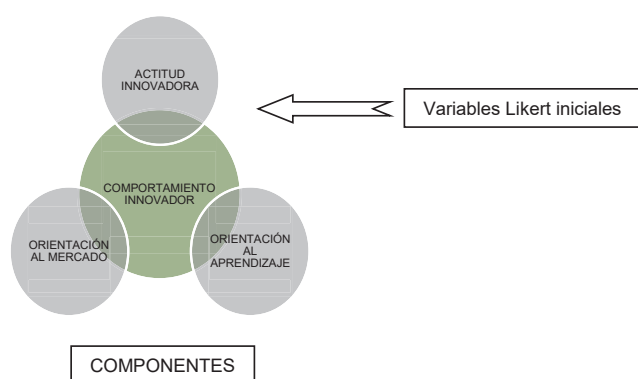 ACTITUD
INNOVADORA
Variables Likert iniciales
COMPORTAMIENTO
INNOVADOR
ORIENTACIÓN
AL MERCADO
ORIENTACIÓN
AL
APRENDIZAJE
COMPONENTES